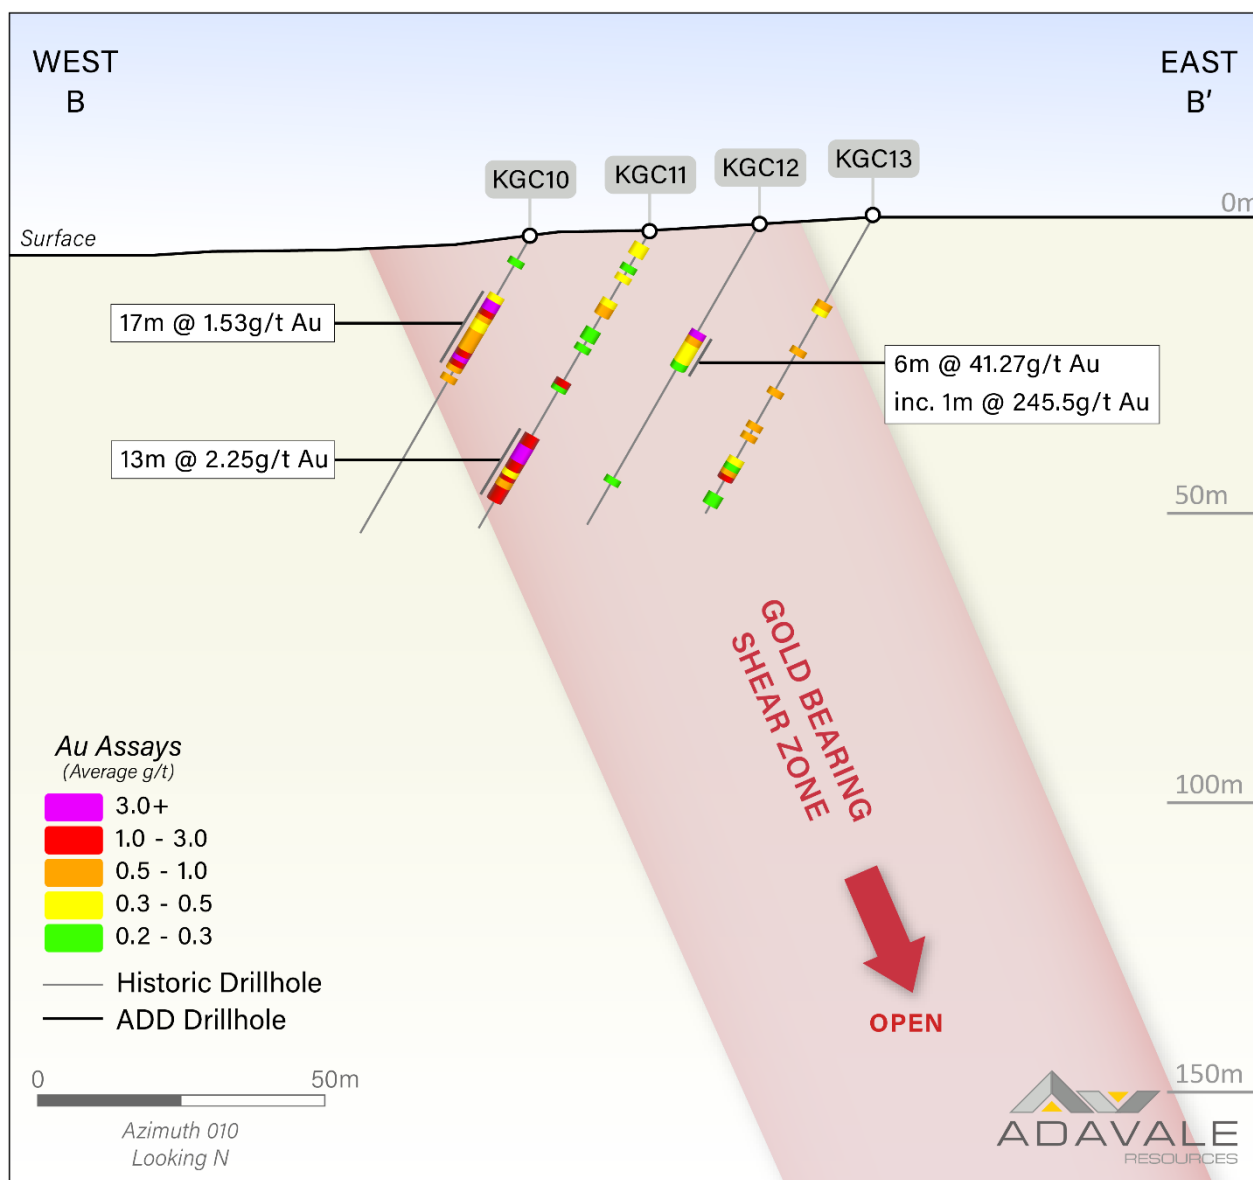 WEST
B
EAST
B'
KGC10
KGC11
KGC12
KGC13
0m
Surface
17m @ 1.53g/t Au
6m @ 41.27g/t Au
inc. 1m @ 245.5g/t Au
13m @ 2.25g/t Au
50m
GOLD BEARING
SHEAR ZONE
Au Assays
(Average g/t)
3.0+
1.0 - 3.0
0.5 - 1.0
0.3 - 0.5
0.2 - 0.3
100m
Historic Drillhole
ADD Drillhole
OPEN
0
50m
150m
Azimuth 010
Looking N
ADAVALE
RESOURCES